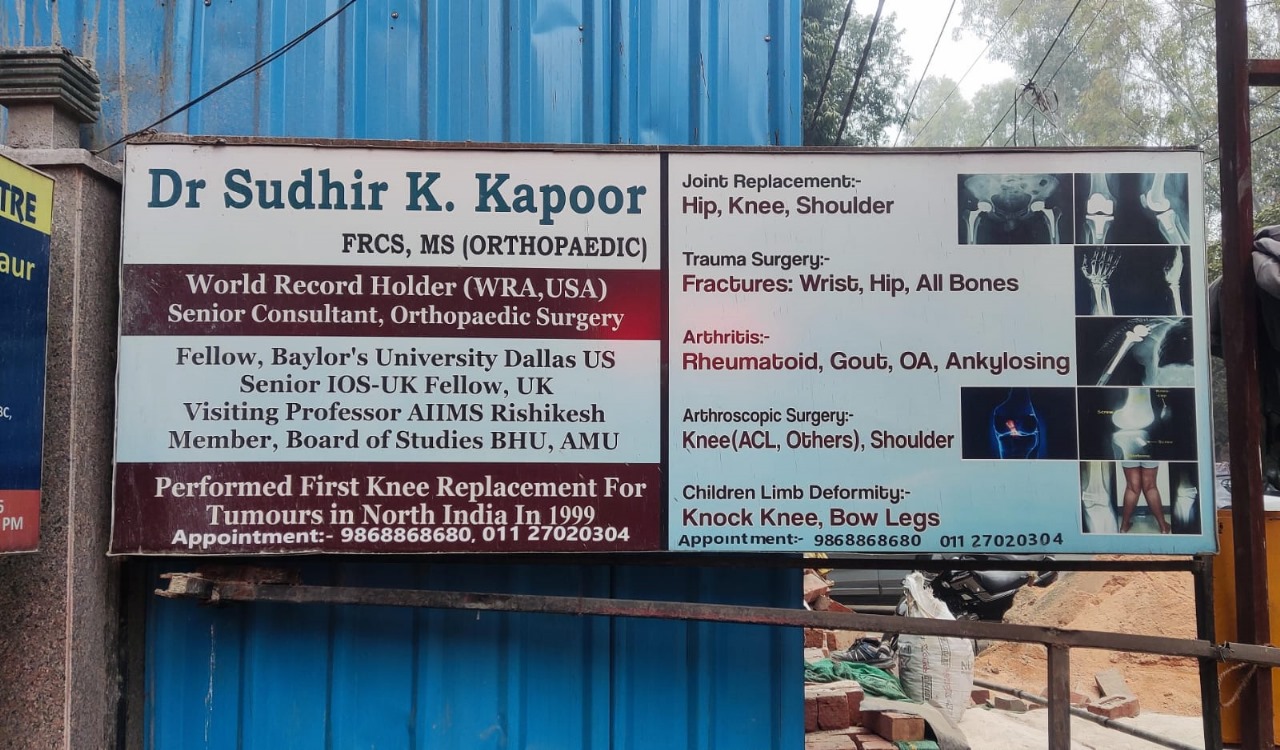 TRE
aur
BC,
PM
Dr Sudhir K. Kapoor
FRCS, MS (ORTHOPAEDIC)
World Record Holder (WRA,USA)
Senior Consultant, Orthopaedic Surgery
Fellow, Baylor's University Dallas US
Senior IOS-UK Fellow, UK
Visiting Professor AIIMS Rishikesh
Member, Board of Studies BHU, AMU
Performed First Knee Replacement For
Tumours in North India In 1999
Appointment:- 9868868680, 011 27020304
Joint Replacement:-
Hip, Knee, Shoulder
Trauma Surgery:-
Fractures: Wrist, Hip, All Bones
Arthritis:-
Rheumatoid, Gout, OA, Ankylosing
Arthroscopic Surgery:-
Knee(ACL, Others), Shoulder
Children Limb Deformity:-
Knock Knee, Bow Legs
Appointment:- 9868868680 011 27020304